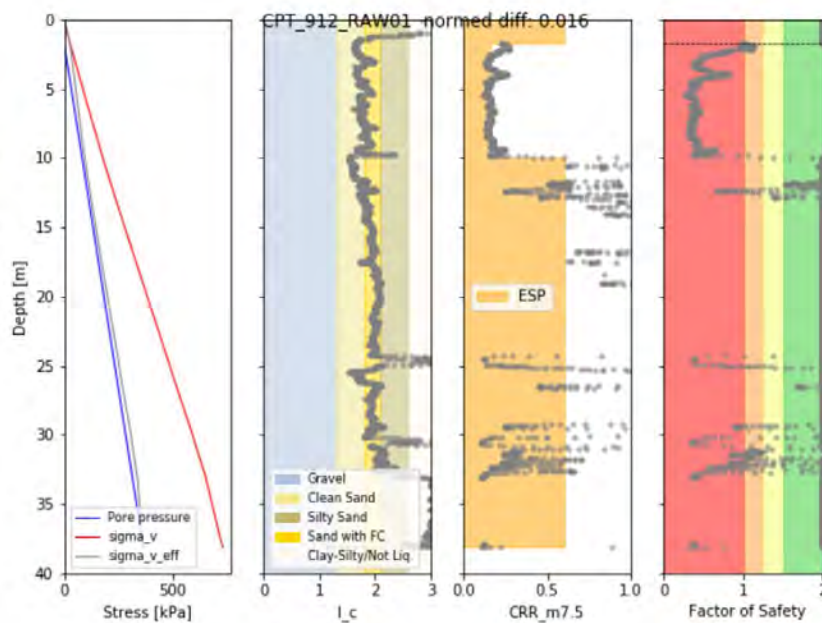 CPT_912_RAW01 normed diff: 0.016
0
5
10
15
20
25
30
35
40
Depth [m]
Pore pressure
sigma_v
sigma_v_eff
0
500
Stress [kPa]
Gravel
Clean Sand
Silty Sand
Sand with FC
Clay-Silty/Not Liq.
0
1
2
3
I_c
ESP
0.0
0.5
1.0
CRR_m7.5
0
1
2
Factor of Safety